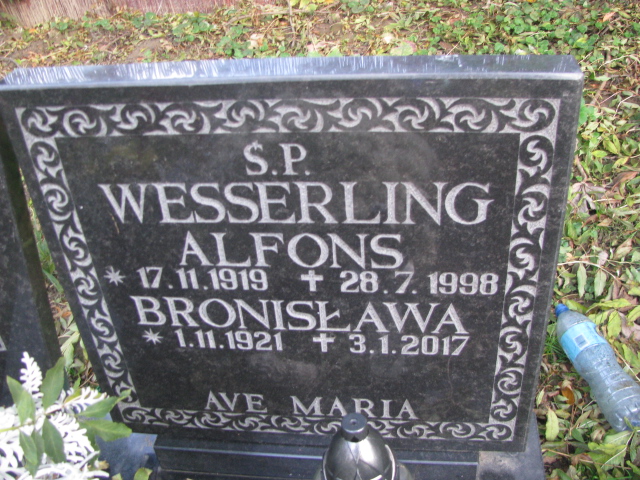 Ś.P.
WESSERLING
ALFONS
* 17.11.1919 ✝ 28.7.1998
BRONISŁAWA
* 1.11.1921 ✝ 3.1.2017
AVE MARIA